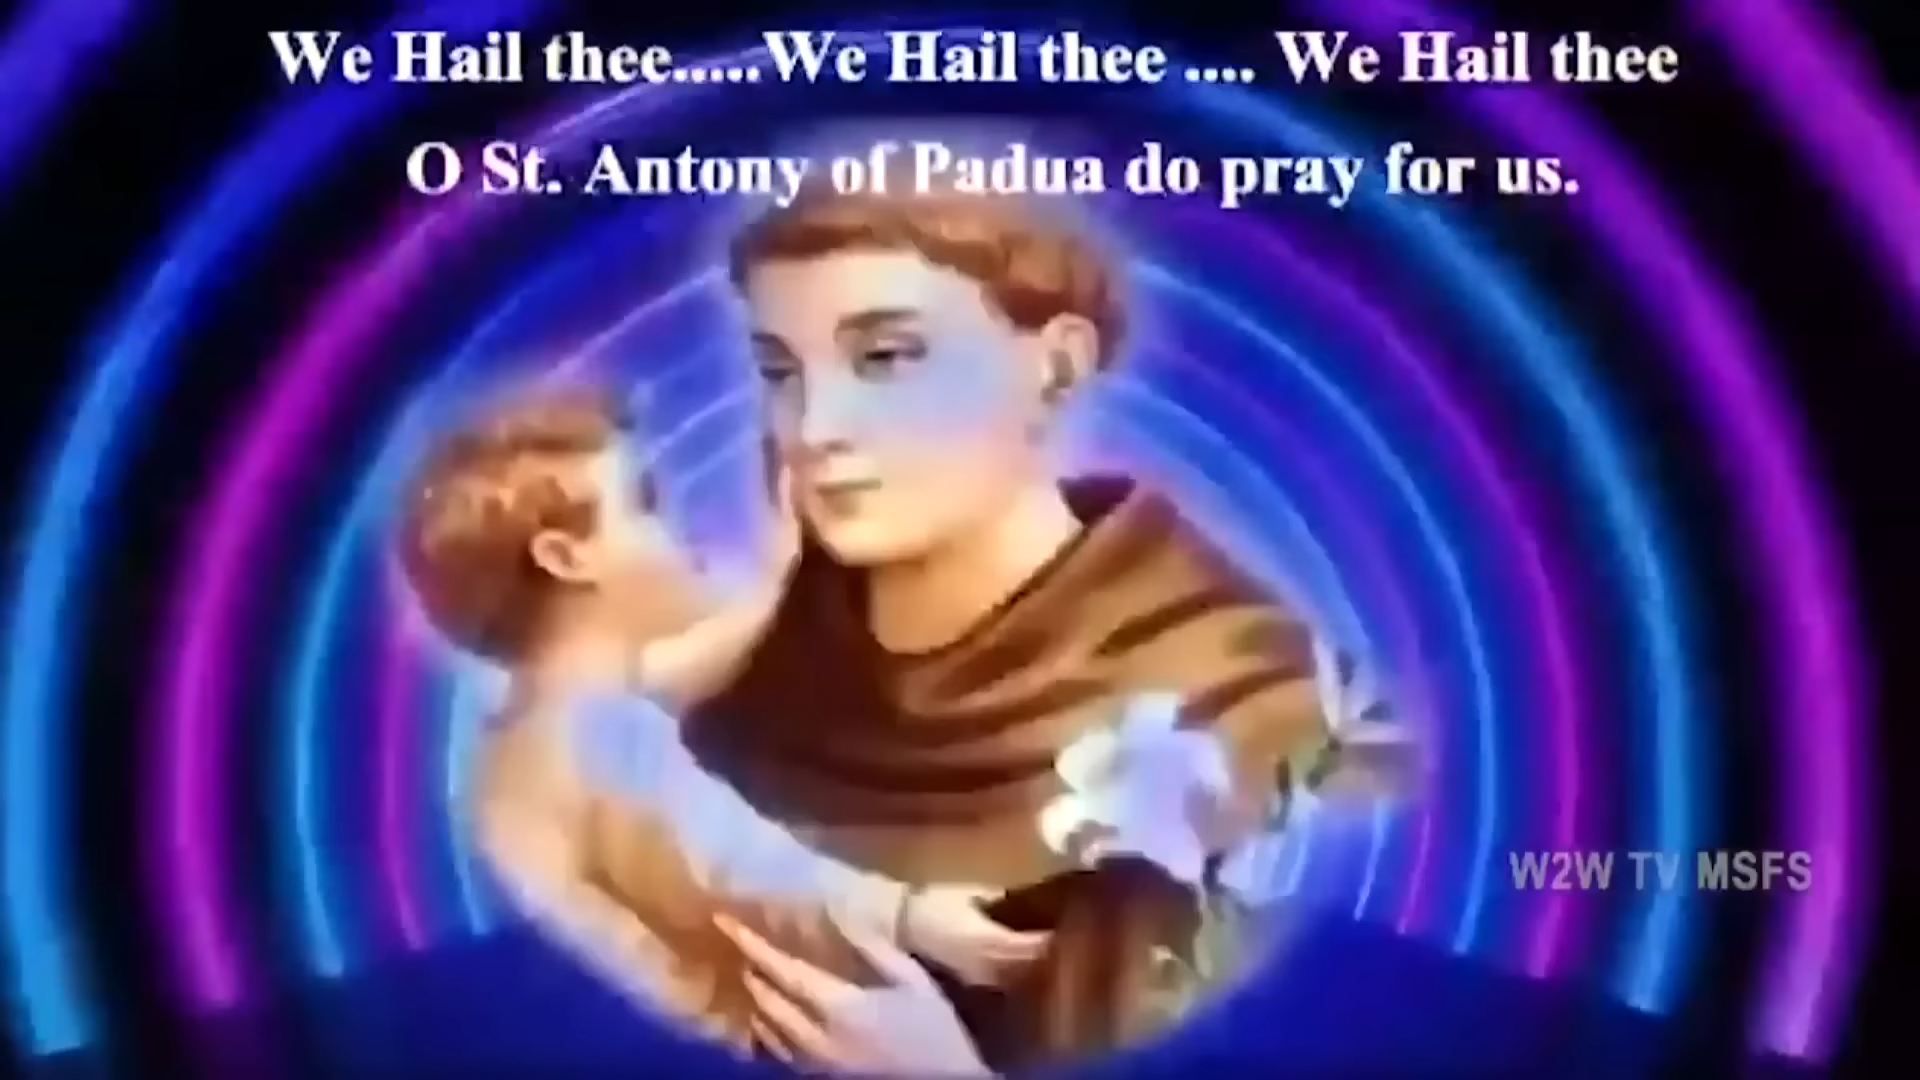 We Hail thee.....We Hail thee .... We Hail thee
O St. Antony of Padua do pray for us.
W2W TV MSFS